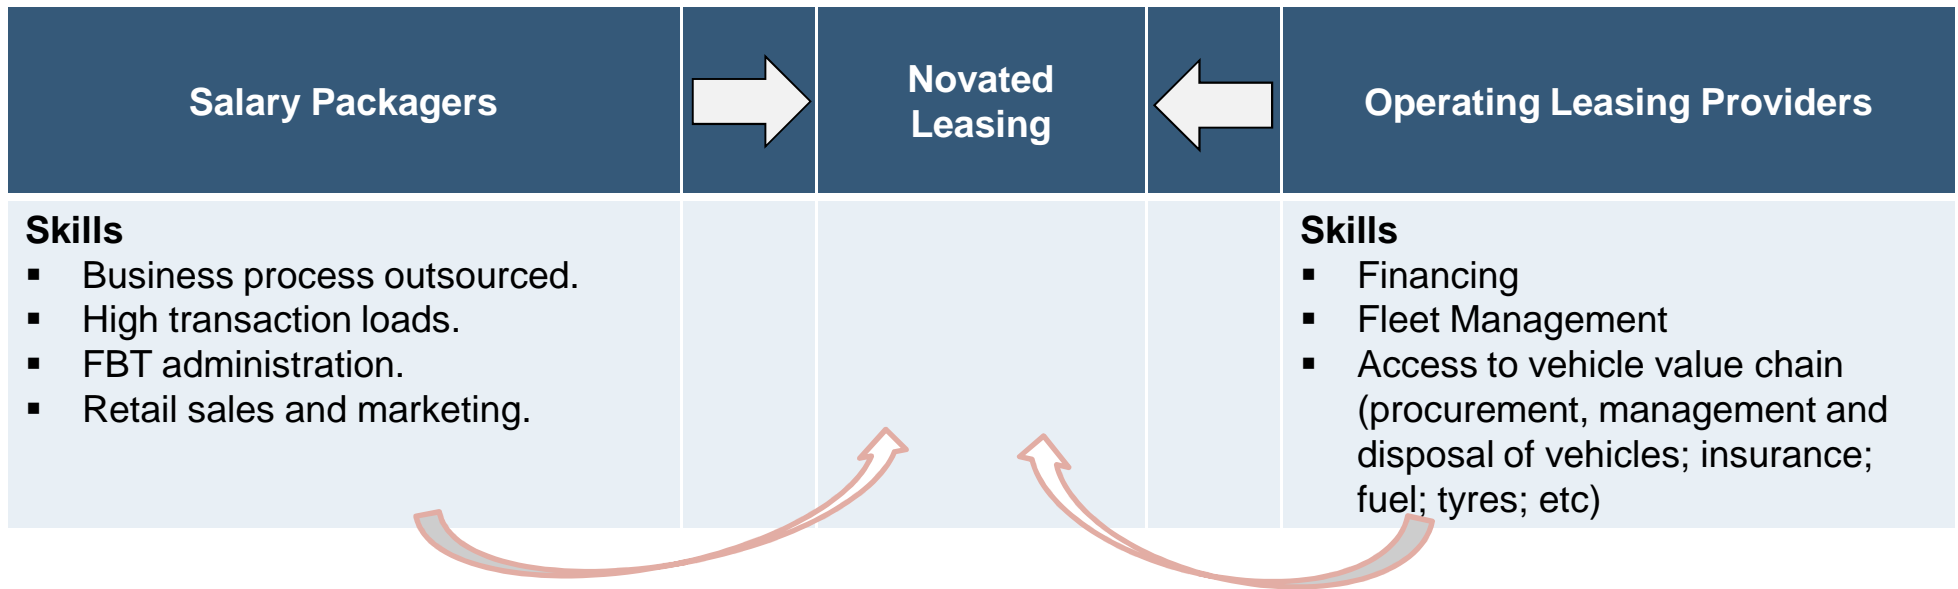 Salary Packagers
Novated
Leasing
Operating Leasing Providers
Skills
▪ Business process outsourced.
▪ High transaction loads.
▪ FBT administration.
▪ Retail sales and marketing.
Skills
▪ Financing
▪ Fleet Management
▪ Access to vehicle value chain
(procurement, management and
disposal of vehicles; insurance;
fuel; tyres; etc)